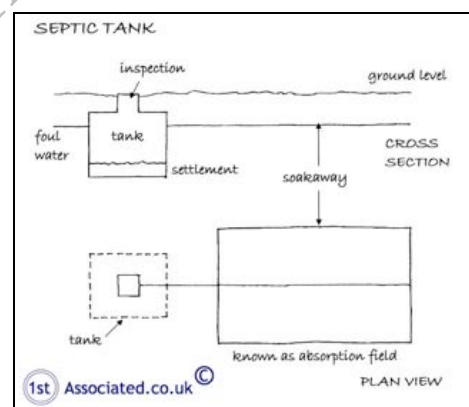 SEPTIC TANK
inspection
ground level
foul
water
tank
CROSS
SECTION
settlement
soakaway
tank
known as absorption field
PLAN VIEW
1st Associated.co.uk ©